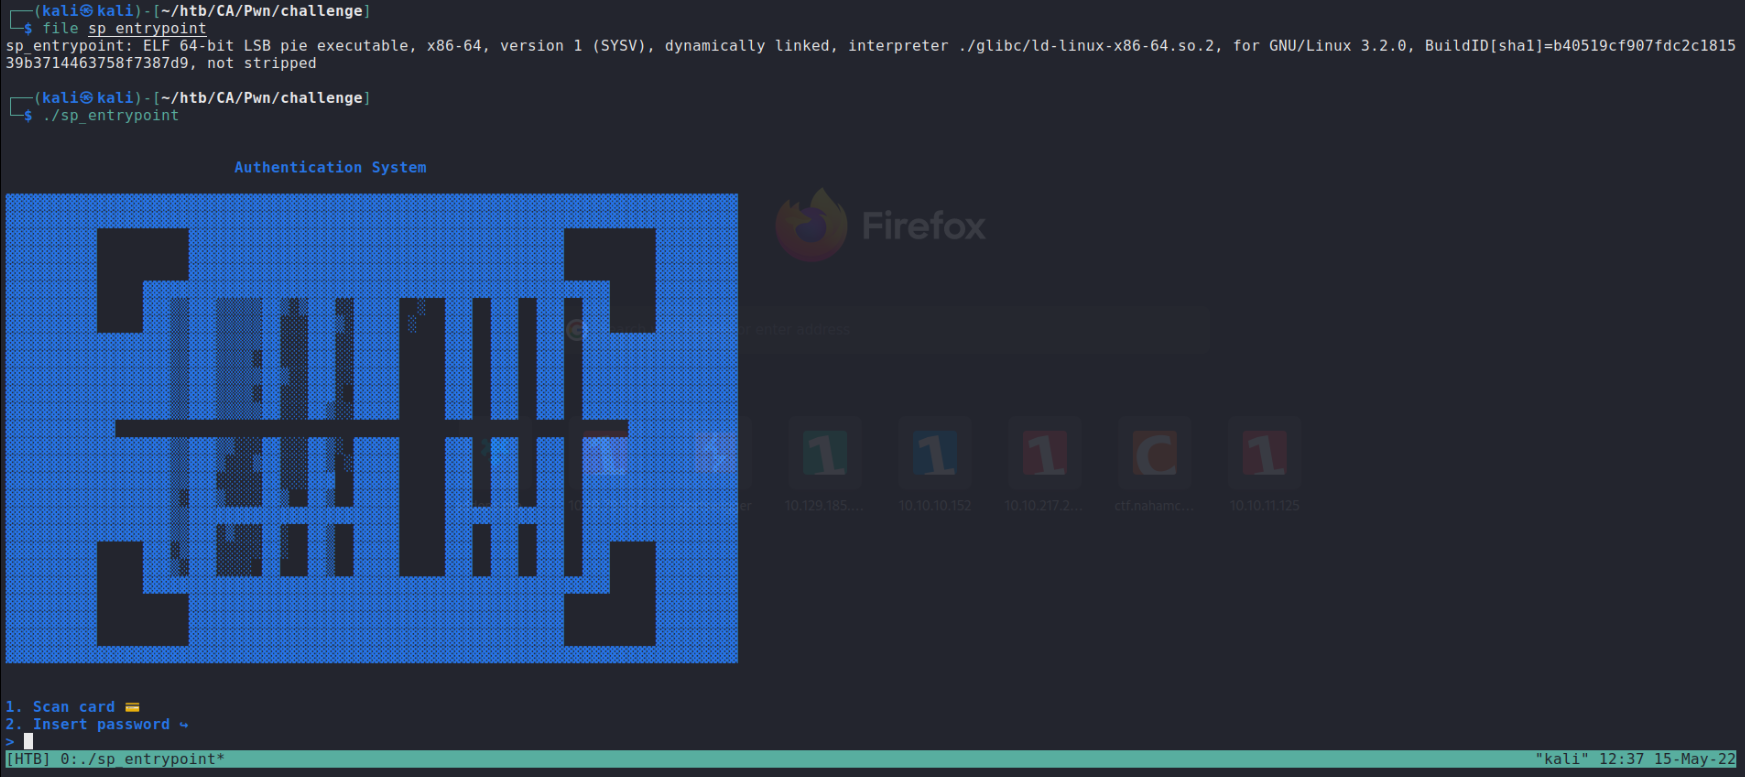 ┌──(kali㉿kali)-[~/htb/CA/Pwn/challenge]
└─$ file sp_entrypoint
sp_entrypoint: ELF 64-bit LSB pie executable, x86-64, version 1 (SYSV), dynamically linked, interpreter ./glibc/ld-linux-x86-64.so.2, for GNU/Linux 3.2.0, BuildID[sha1]=b40519cf907fdc2c1815
39b3714463758f7387d9, not stripped
┌──(kali㉿kali)-[~/htb/CA/Pwn/challenge]
└─$ ./sp_entrypoint
Authentication System
Firefox
enter address
10.129.185.... 10.10.10.152 10.10.217.2... ctf.nahamc... 10.10.11.125
1. Scan card 💳
2. Insert password ↪
>
[HTB] 0:./sp_entrypoint* "kali" 12:37 15-May-22